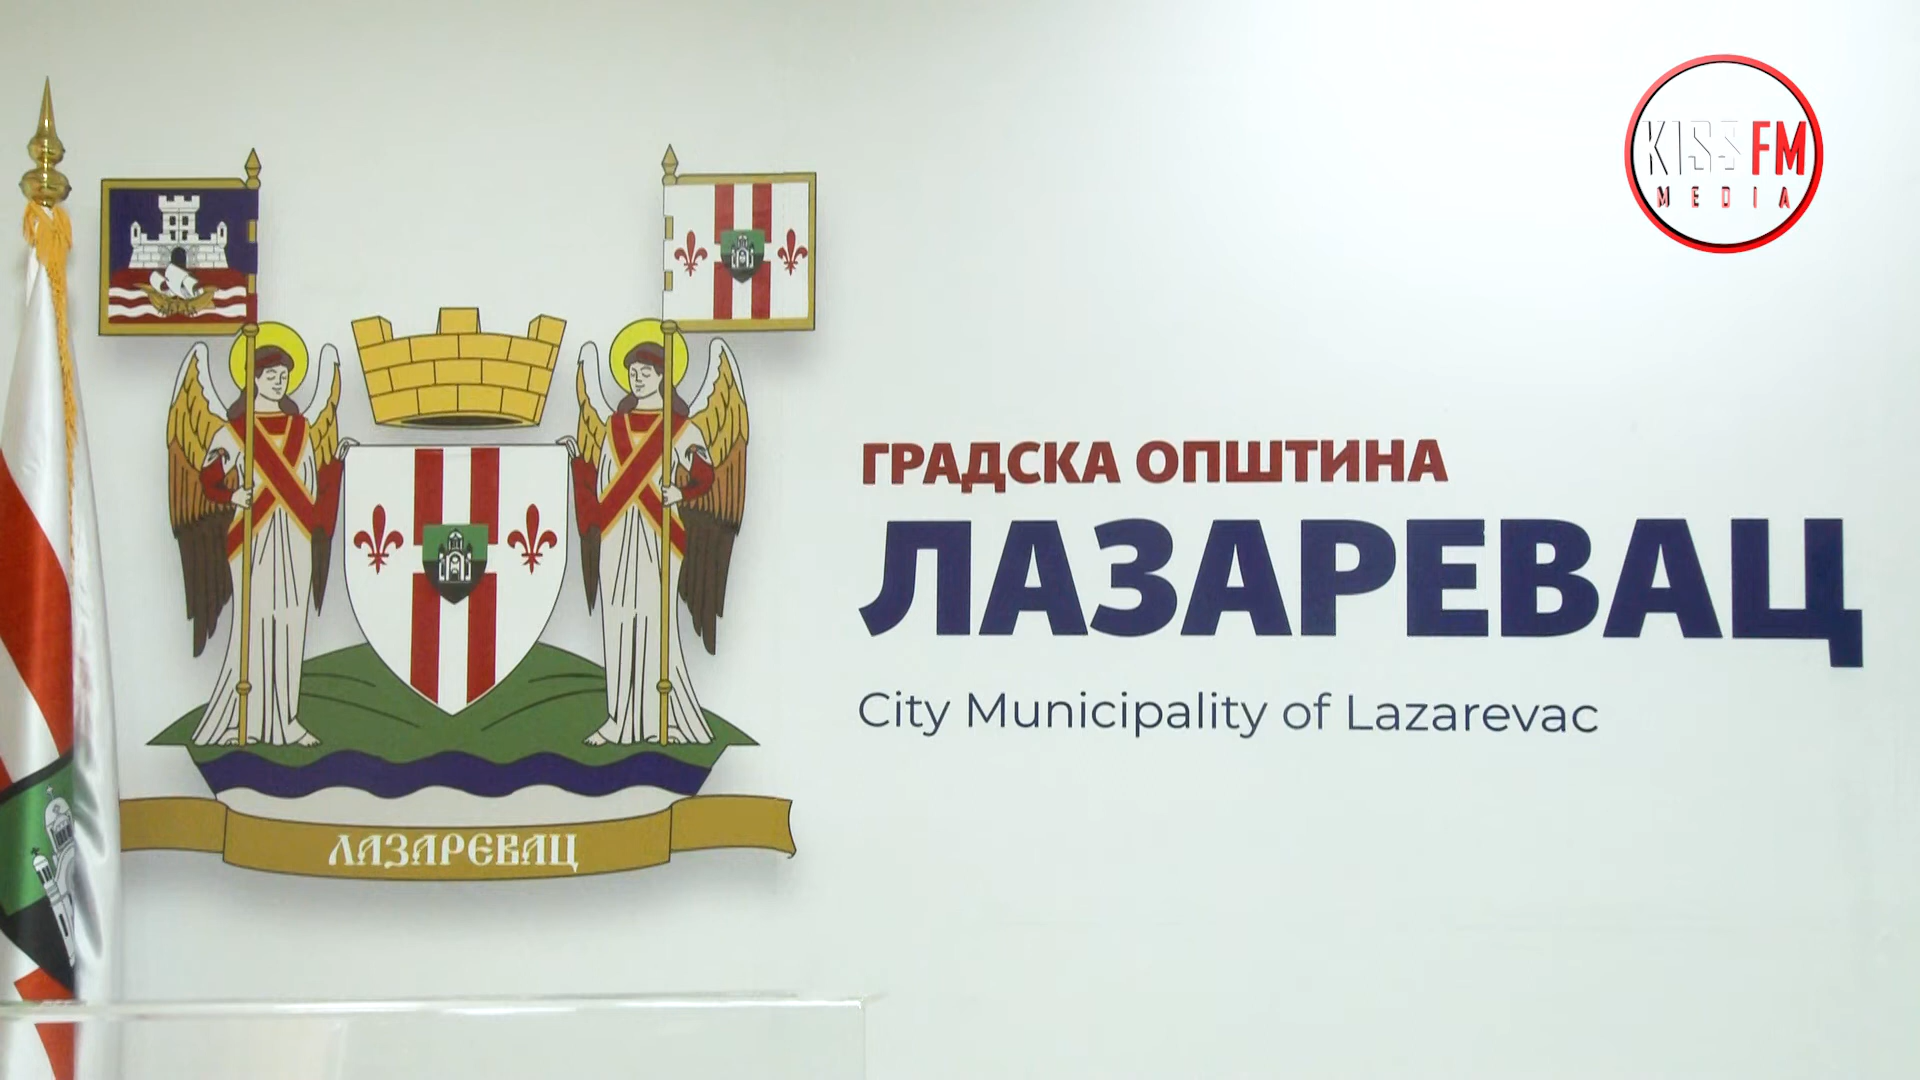 KISS FM
MEDIA
ГРАДСКА ОПШТИНА
ЛАЗАРЕВАЦ
City Municipality of Lazarevac
ЛАЗАРЕВАЦ